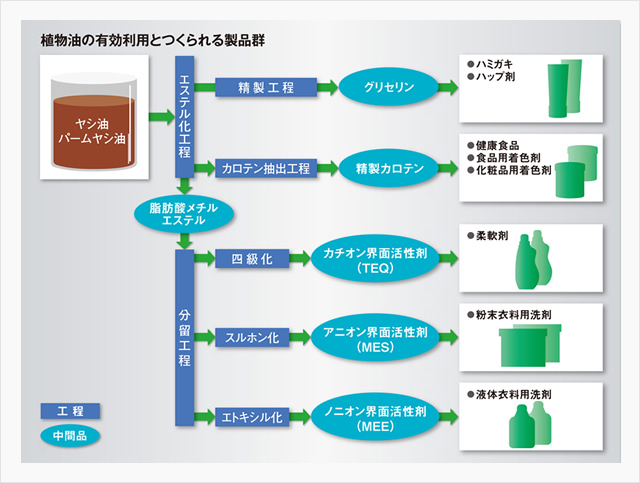 植物油の有効利用とつくられる製品群
ヤシ油
パームヤシ油
エステル化工程
精製工程
グリセリン
●ハミガキ
●ハップ剤
カロテン抽出工程
精製カロテン
●健康食品
●食品用着色剤
●化粧品用着色剤
脂肪酸メチル
エステル
分留工程
四級化
カチオン界面活性剤
(TEQ)
●柔軟剤
スルホン化
アニオン界面活性剤
(MES)
●粉末衣料用洗剤
エトキシル化
ノニオン界面活性剤
(MEE)
●液体衣料用洗剤
工程
中間品